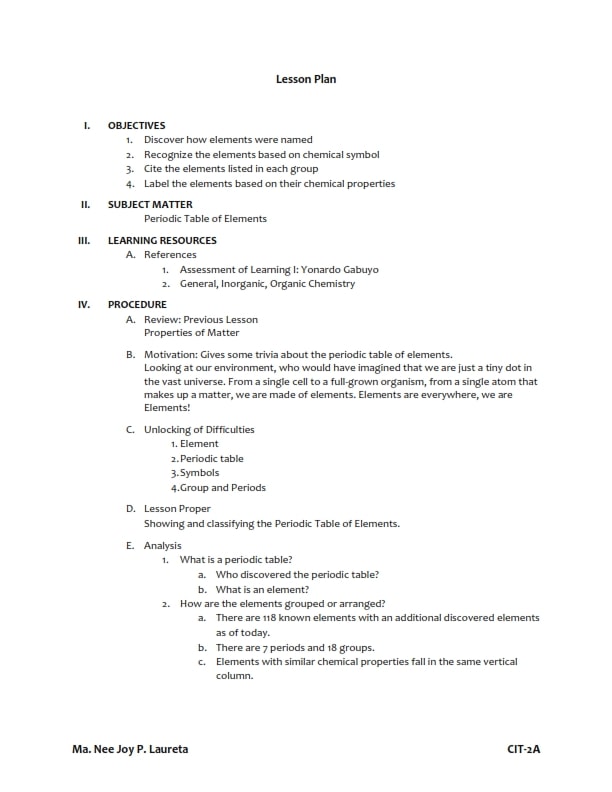 Lesson Plan
I. OBJECTIVES
1. Discover how elements were named
2. Recognize the elements based on chemical symbol
3. Cite the elements listed in each group
4. Label the elements based on their chemical properties
II. SUBJECT MATTER
Periodic Table of Elements
III. LEARNING RESOURCES
A. References
1. Assessment of Learning I: Yonardo Gabuyo
2. General, Inorganic, Organic Chemistry
IV. PROCEDURE
A. Review: Previous Lesson
Properties of Matter
B. Motivation: Gives some trivia about the periodic table of elements.
Looking at our environment, who would have imagined that we are just a tiny dot in
the vast universe. From a single cell to a full-grown organism, from a single atom that
makes up a matter, we are made of elements. Elements are everywhere, we are
Elements!
C. Unlocking of Difficulties
1. Element
2. Periodic table
3. Symbols
4. Group and Periods
D. Lesson Proper
Showing and classifying the Periodic Table of Elements.
E. Analysis
1. What is a periodic table?
a. Who discovered the periodic table?
b. What is an element?
2. How are the elements grouped or arranged?
a. There are 118 known elements with an additional discovered elements
as of today.
b. There are 7 periods and 18 groups.
c. Elements with similar chemical properties fall in the same vertical
column.
Ma. Nee Joy P. Laureta CIT-2A